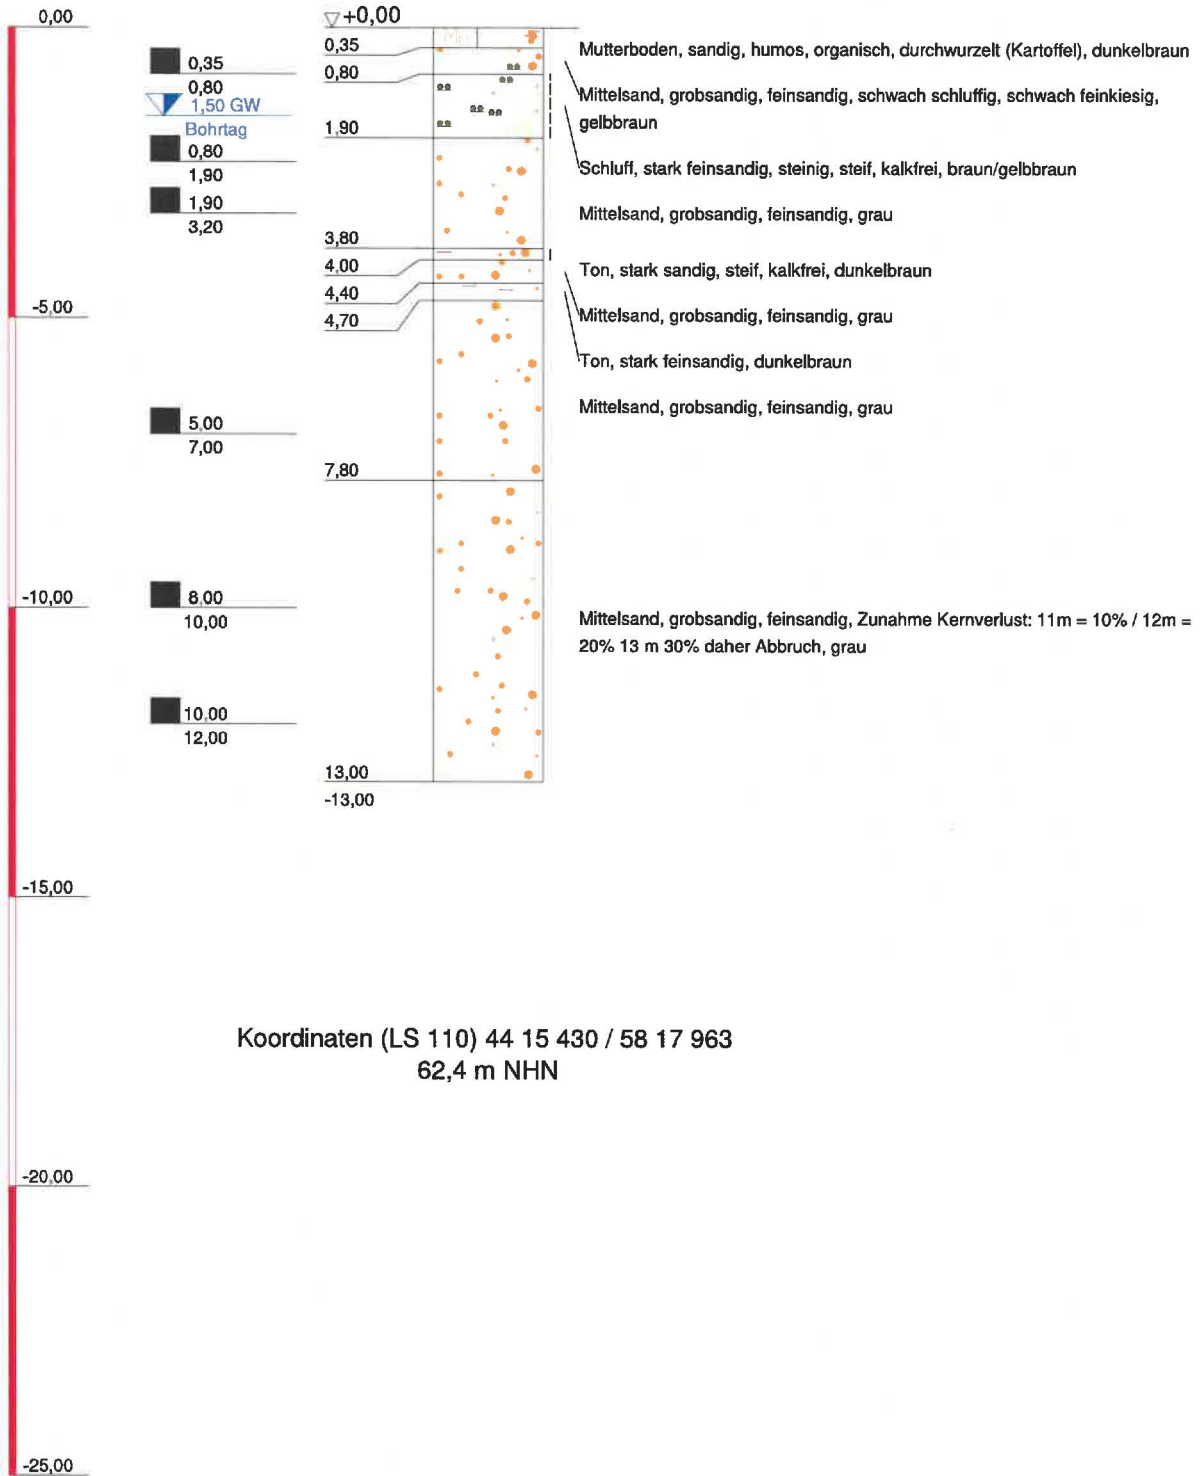 0,00
+0,00
0,35
0,80
1,90
3,80
4,00
4,40
4,70
7,80
13,00
-13,00
0,35
0,80
1,50 GW
Bohrtag
0,80
1,90
1,90
3,20
5,00
7,00
8,00
10,00
10,00
12,00
-5,00
-10,00
-15,00
-20,00
-25,00
Mutterboden, sandig, humos, organisch, durchwurzelt (Kartoffel), dunkelbraun
Mittelsand, grobsandig, feinsandig, schwach schluffig, schwach feinkiesig,
gelbbraun
Schluff, stark feinsandig, steinig, steif, kalkfrei, braun/gelbbraun
Mittelsand, grobsandig, feinsandig, grau
Ton, stark sandig, steif, kalkfrei, dunkelbraun
Mittelsand, grobsandig, feinsandig, grau
Ton, stark feinsandig, dunkelbraun
Mittelsand, grobsandig, feinsandig, grau
Mittelsand, grobsandig, feinsandig, Zunahme Kernverlust: 11m = 10% / 12m =
20% 13 m 30% daher Abbruch, grau
Koordinaten (LS 110) 44 15 430 / 58 17 963
62,4 m NHN